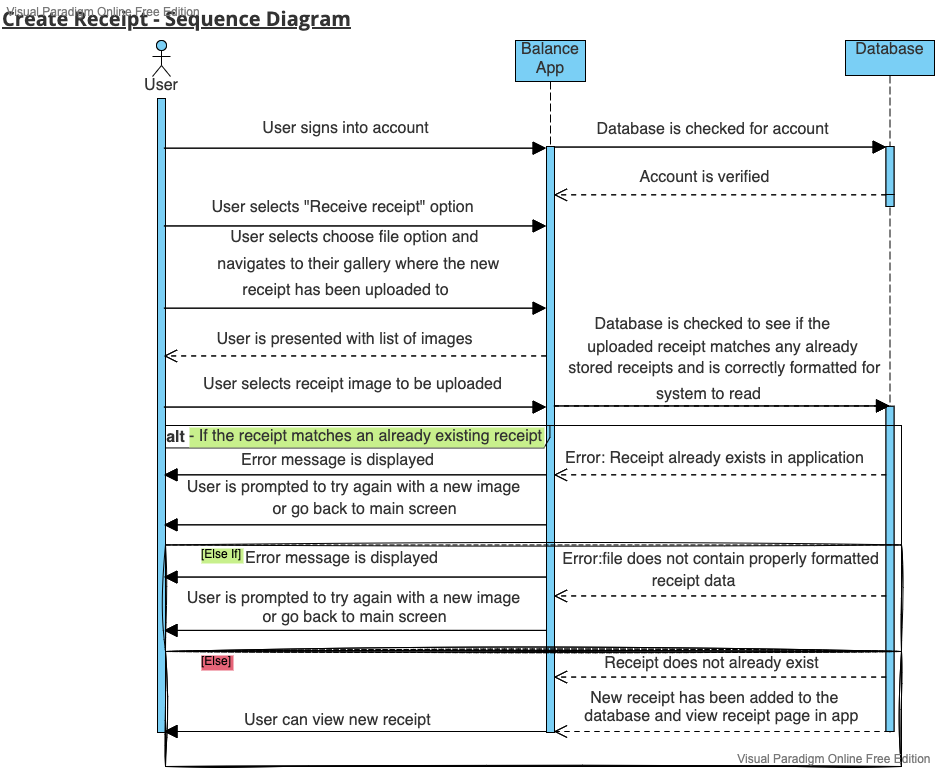 Visual Paradigm Online Free Edition
Create Receipt - Sequence Diagram
User
Balance
App
Database
User signs into account
Database is checked for account
Account is verified
User selects "Receive receipt" option
User selects choose file option and
navigates to their gallery where the new
receipt has been uploaded to
User is presented with list of images
Database is checked to see if the
uploaded receipt matches any already
stored receipts and is correctly formatted for
system to read
User selects receipt image to be uploaded
alt - If the receipt matches an already existing receipt
Error message is displayed
Error: Receipt already exists in application
User is prompted to try again with a new image
or go back to main screen
[Else If] Error message is displayed
Error:file does not contain properly formatted
receipt data
User is prompted to try again with a new image
or go back to main screen
[Else]
Receipt does not already exist
New receipt has been added to the
database and view receipt page in app
User can view new receipt
Visual Paradigm Online Free Edition